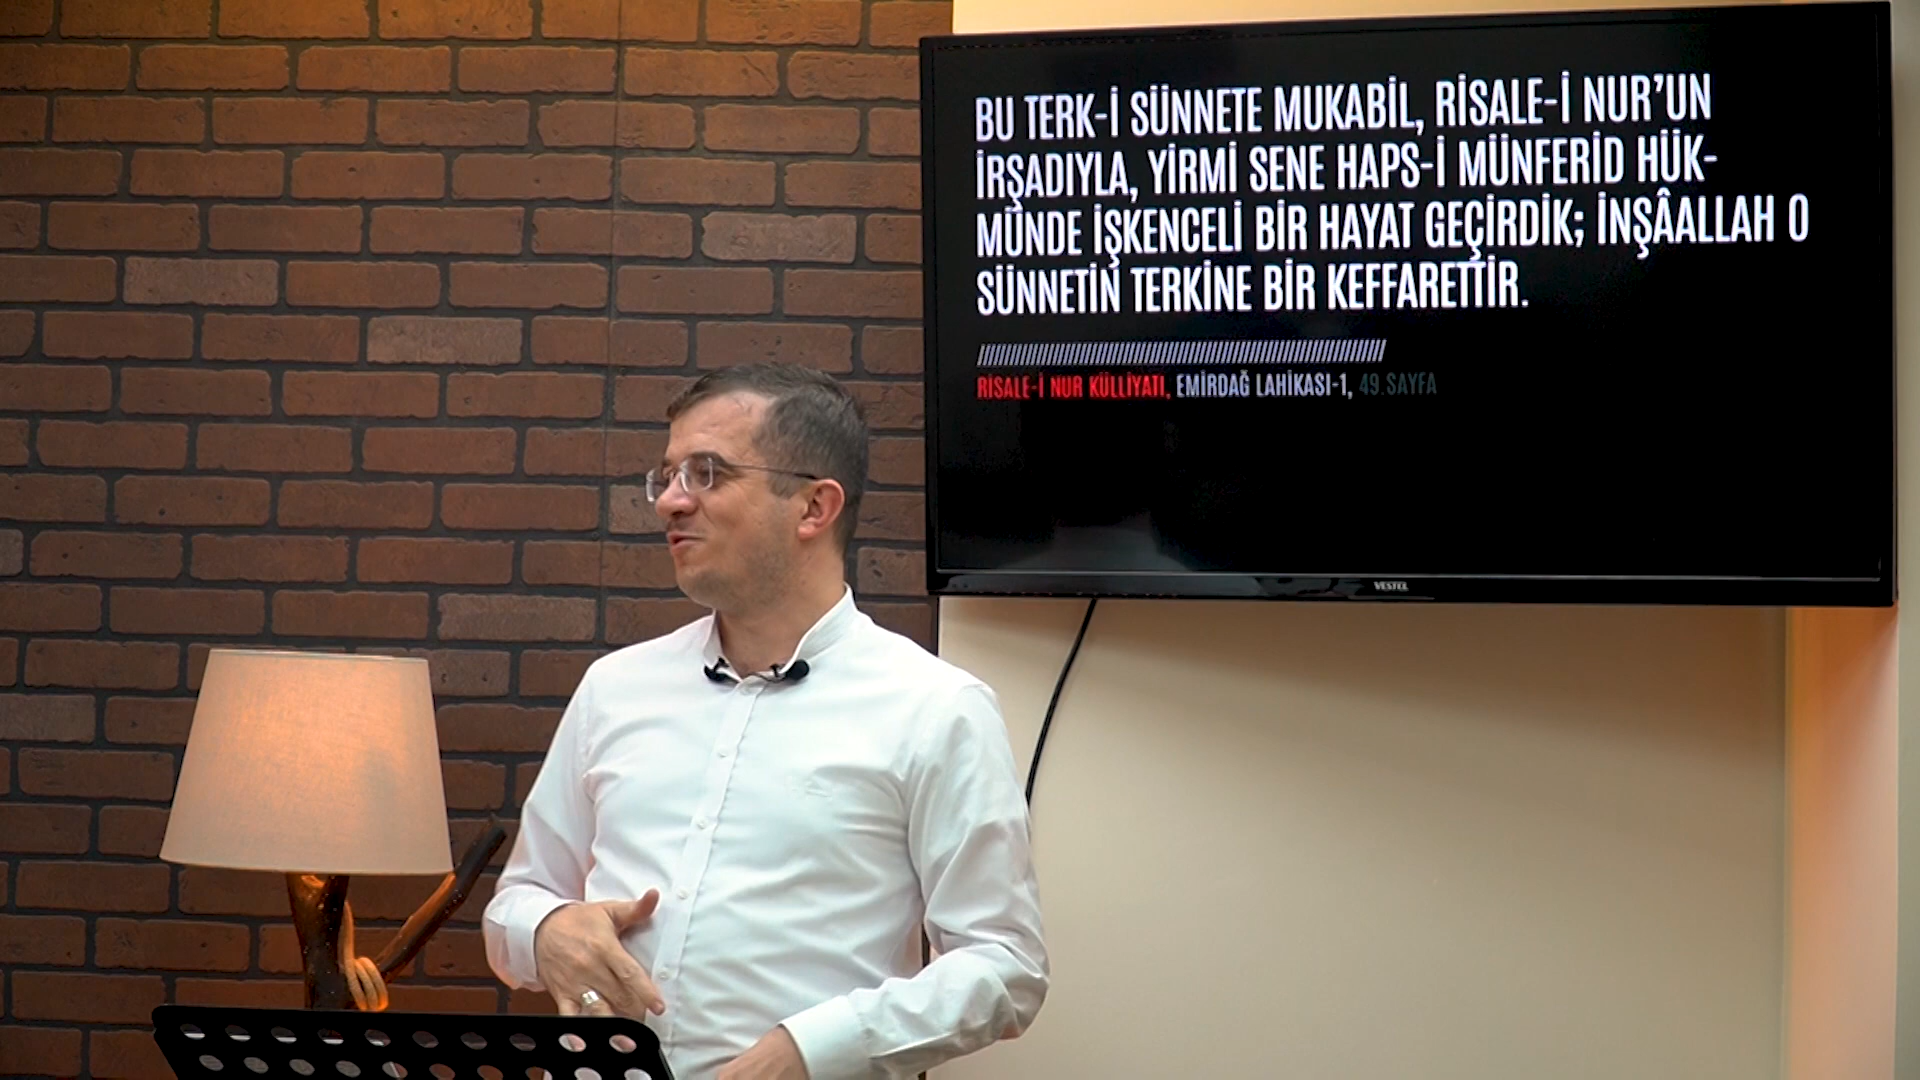 BU TERK-İ SÜNNETE MUKABİL, RİSALE-İ NUR’UN
İRŞADIYLA, YİRMİ SENE HAPS-İ MÜNFERİD HÜK-
MÜNDE İŞKENCELİ BİR HAYAT GEÇİRDİK; İNŞÂALLAH O
SÜNNETİN TERKİNE BİR KEFFARETTİR.
RİSALE-İ NUR KÜLLİYATI, EMİRDAĞ LAHİKASI-1, 49.SAYFA
VESTEL